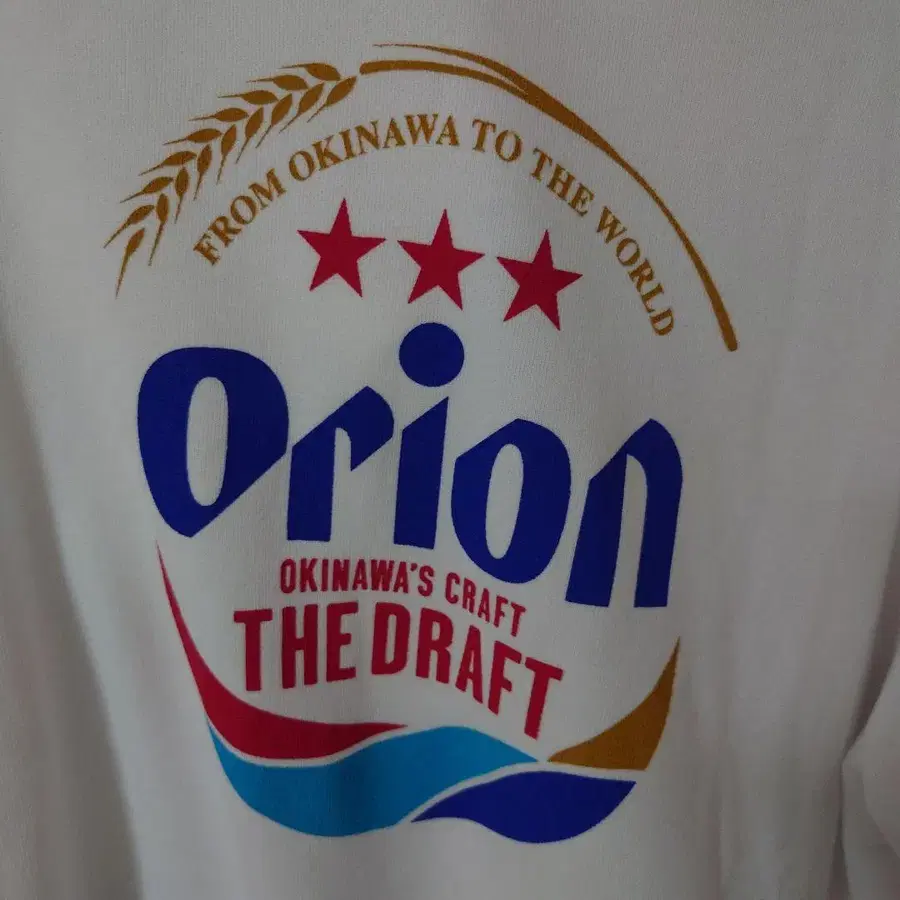 FROM OKINAWA TO THE WORLD
Orion
OKINAWA'S CRAFT
THE DRAFT